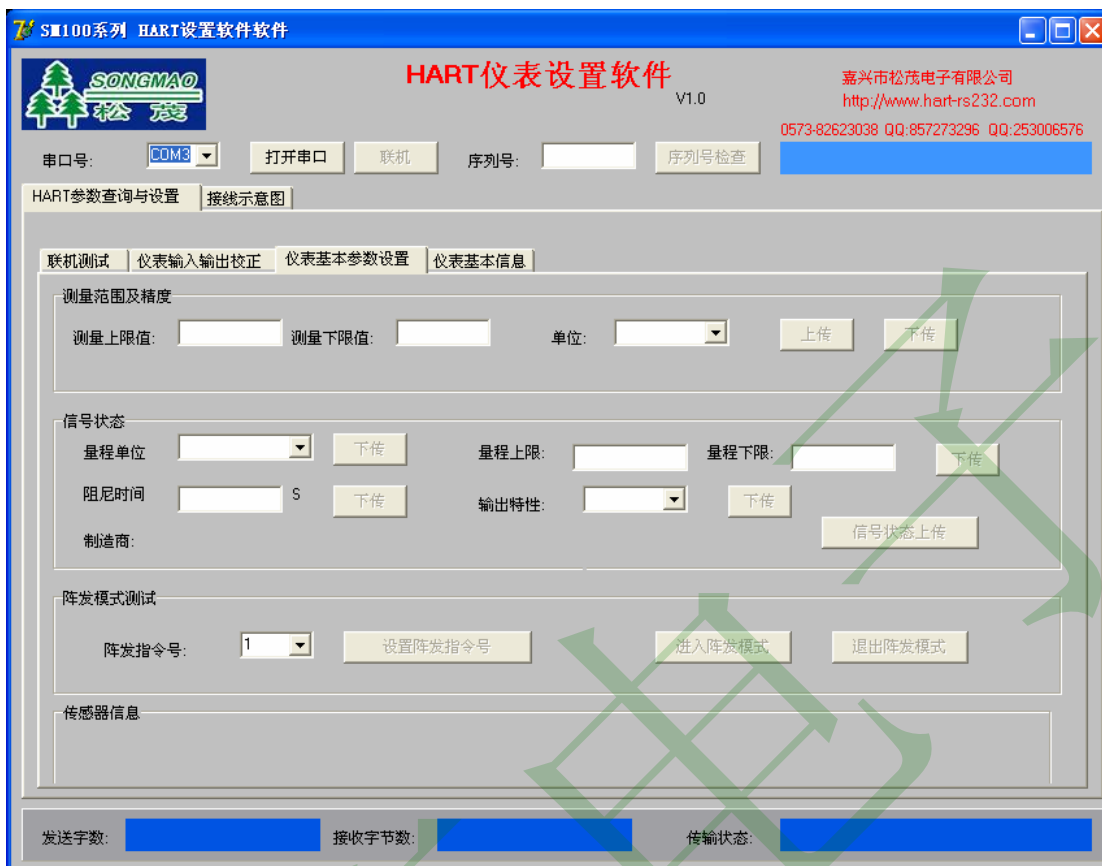 SM100系列 HART设置软件软件
SONGMAO
松茂
HART仪表设置软件
V1.0
嘉兴市松茂电子有限公司
http://www.hart-rs232.com
0573-82623038 QQ:857273296 QQ:253006576
串口号: COM3 打开串口 联机 序列号: 序列号检查
HART参数查询与设置 接线示意图
联机测试 仪表输入输出校正 仪表基本参数设置 仪表基本信息
测量范围及精度
测量上限值: 测量下限值: 单位: 上传 下传
信号状态
量程单位 下传 量程上限: 量程下限: 下传
阻尼时间 S 下传 输出特性: 下传
信号状态上传
制造商:
阵发模式测试
阵发指令号: 1 设置阵发指令号 进入阵发模式 退出阵发模式
传感器信息
发送字数: 接收字节数: 传输状态: